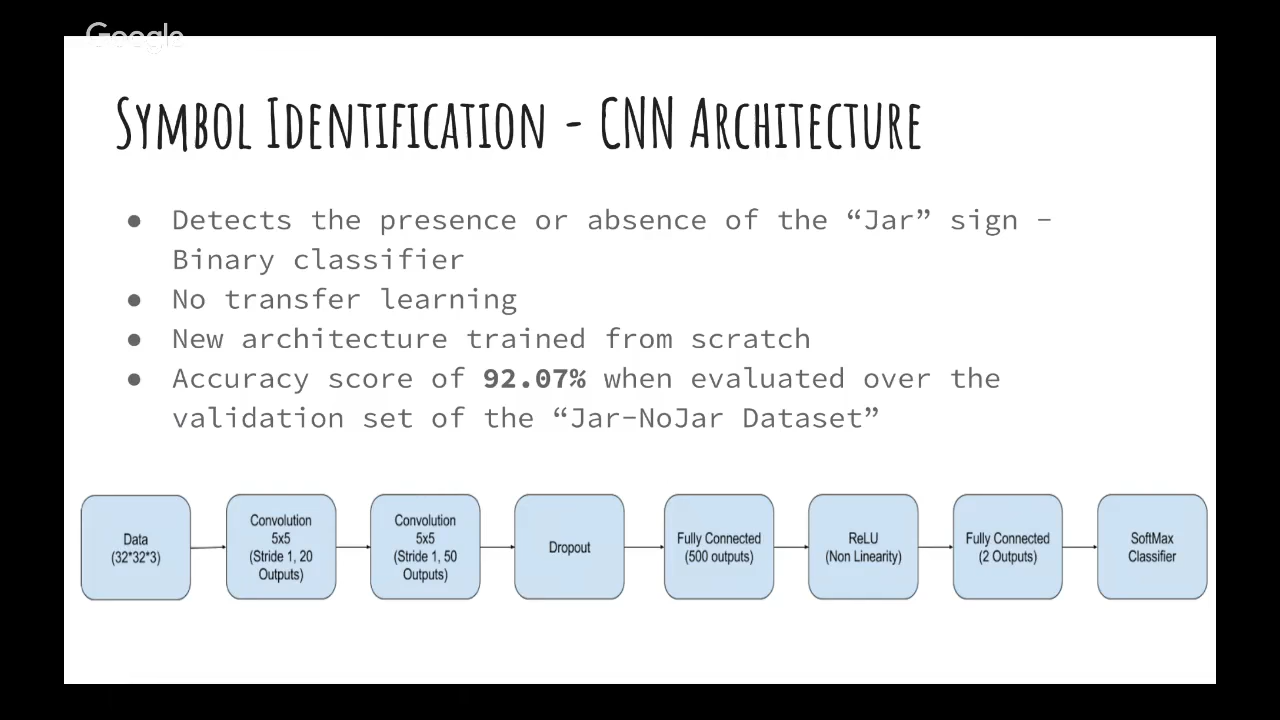 Google
Symbol Identification - CNN Architecture
● Detects the presence or absence of the “Jar” sign -
Binary classifier
● No transfer learning
● New architecture trained from scratch
● Accuracy score of 92.07% when evaluated over the
validation set of the “Jar-NoJar Dataset”
Data
(32*32*3)
Convolution
5x5
(Stride 1, 20
Outputs)
Convolution
5x5
(Stride 1, 50
Outputs)
Dropout
Fully Connected
(500 outputs)
ReLU
(Non Linearity)
Fully Connected
(2 Outputs)
SoftMax
Classifier